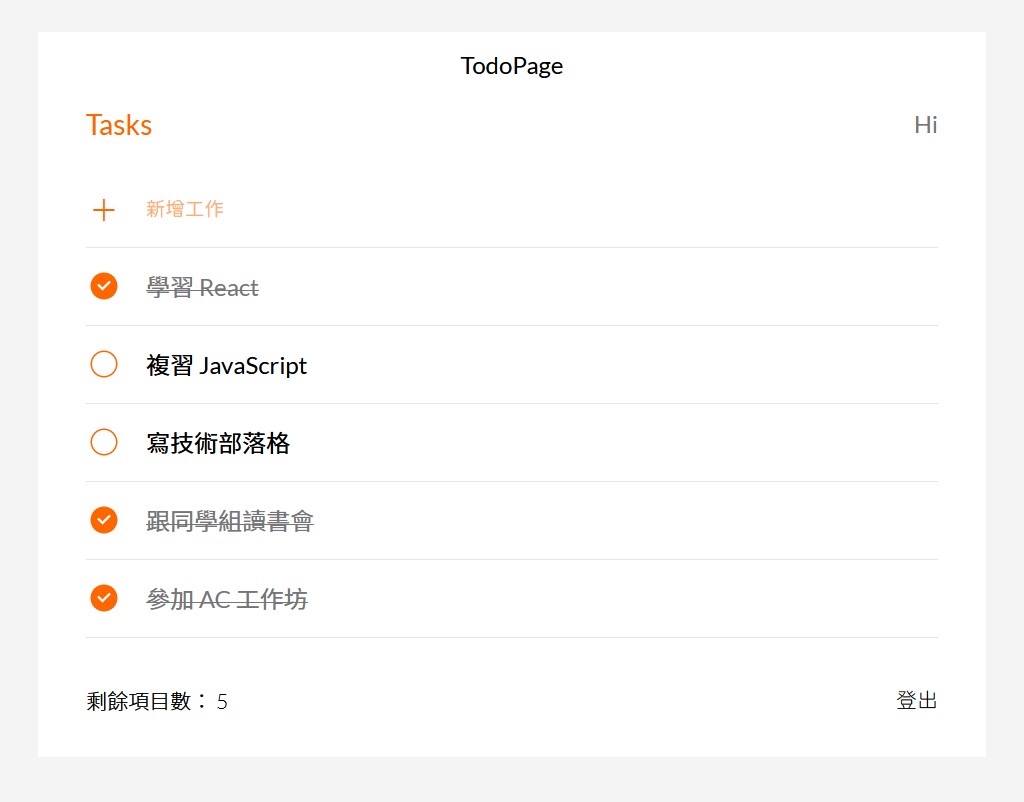 TodoPage
Tasks
Hi
新增工作
學習 React
複習 JavaScript
寫技術部落格
跟同學組讀書會
參加 AC 工作坊
剩餘項目數： 5
登出